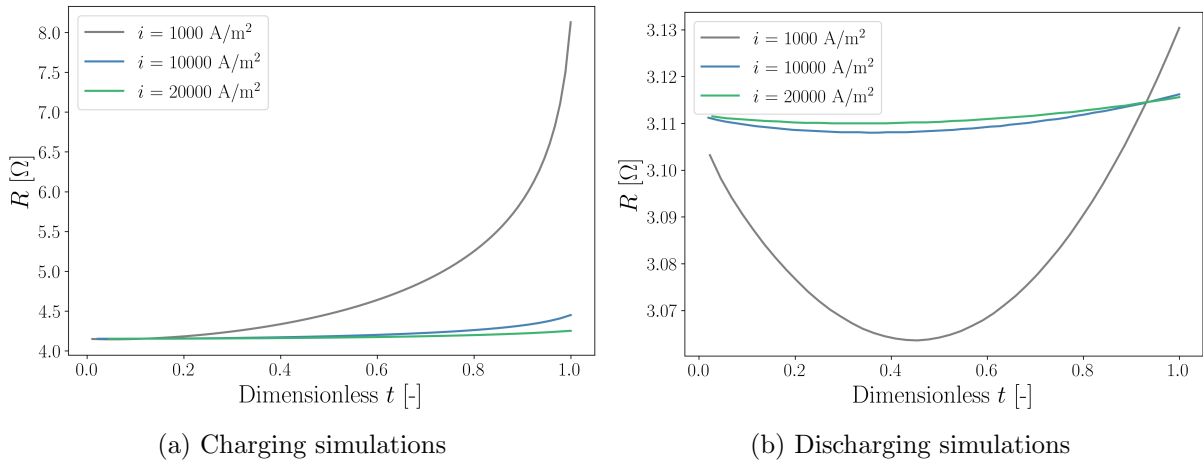 i = 1000 A/m²
i = 10000 A/m²
i = 20000 A/m²
8.0
7.5
7.0
6.5
6.0
5.5
5.0
4.5
4.0
R [Ω]
0.0 0.2 0.4 0.6 0.8 1.0
Dimensionless t [-]
(a) Charging simulations
i = 1000 A/m²
i = 10000 A/m²
i = 20000 A/m²
3.13
3.12
3.11
3.10
3.09
3.08
3.07
R [Ω]
0.0 0.2 0.4 0.6 0.8 1.0
Dimensionless t [-]
(b) Discharging simulations